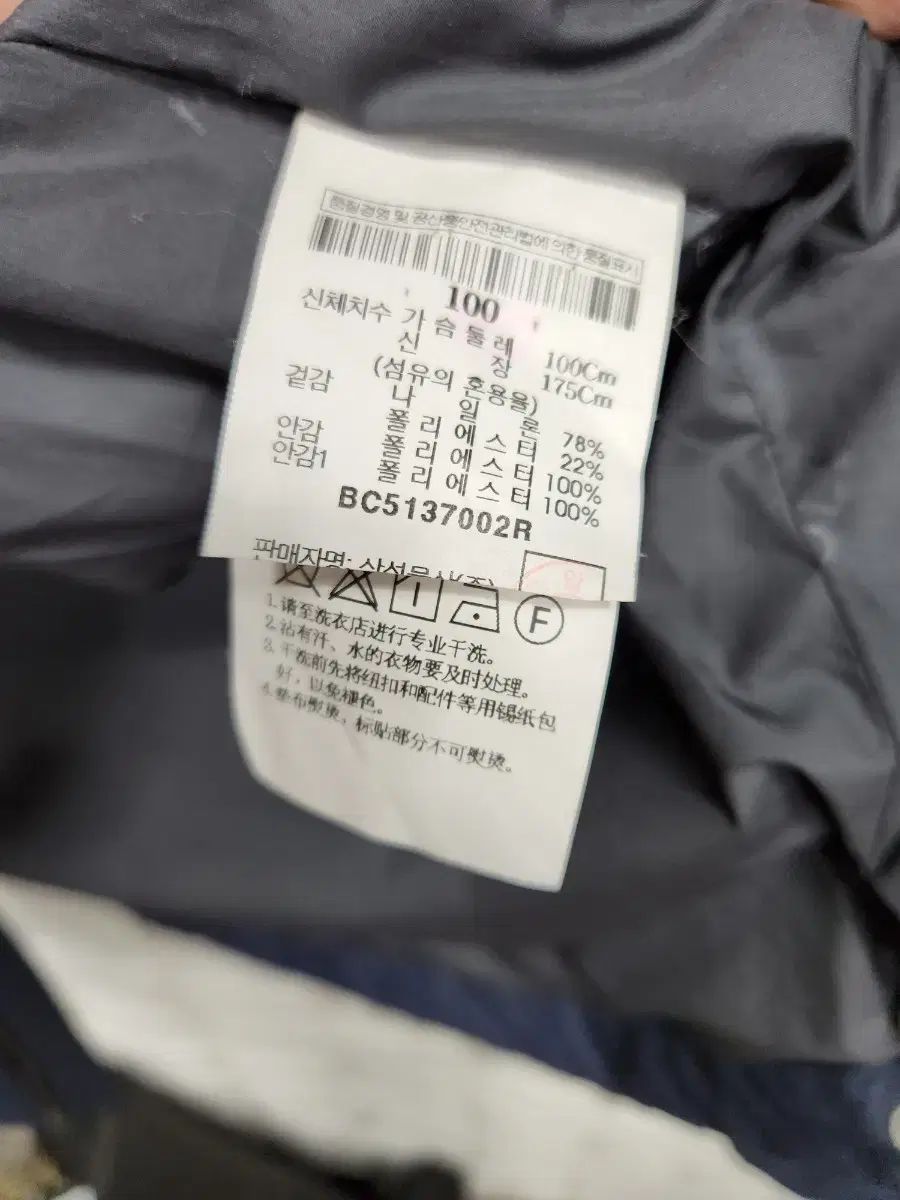 품질경영 및 공산품안전관리법에 의한 품질표시
100
신체치수 가슴둘레 100Cm
신장 175Cm
(섬유의 혼용율)
겉감 나일론 78%
폴리에스터 22%
안감 폴리에스터 100%
안감1 폴리에스터 100%
BC5137002R
판매자명:
F
1.请至洗衣店进行专业干洗。
2.沾有汗、水的衣物要及时处理。
3.干洗前先将纽扣和配件等用锡纸包
好，以免褪色。
4.垫布熨烫，标贴部分不可熨烫。